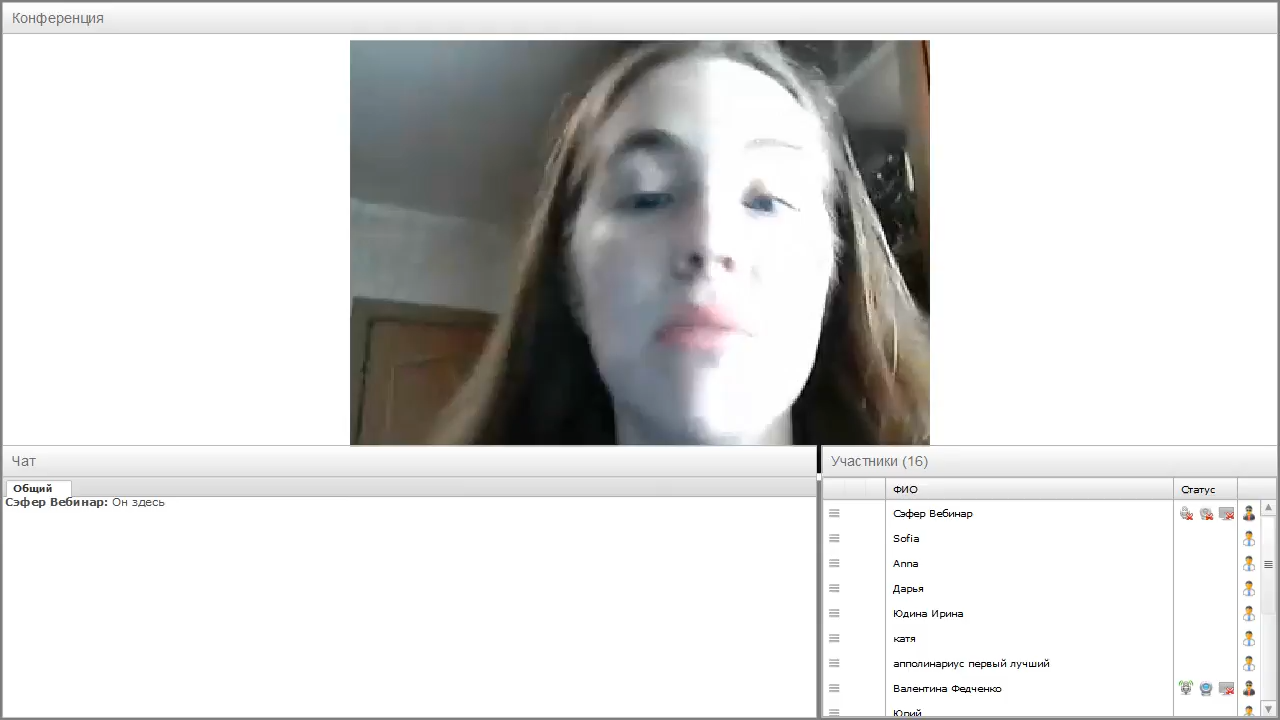 Конференция
Чат
Общий
Сэфер Вебинар: Он здесь
Участники (16)
ФИО Статус
Сэфер Вебинар
Sofia
Anna
Дарья
Юдина Ирина
катя
апполинариус первый лучший
Валентина Федченко
Юрий